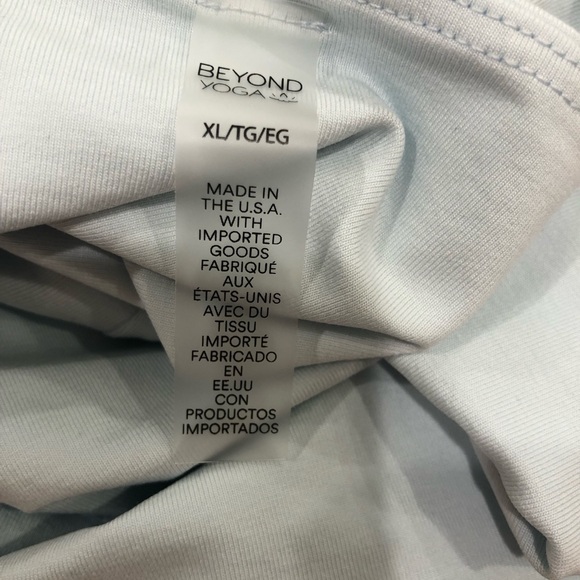 BEYOND
YOGA
XL/TG/EG
MADE IN
THE U.S.A.
WITH
IMPORTED
GOODS
FABRIQUÉ
AUX
ÉTATS-UNIS
AVEC DU
TISSU
IMPORTÉ
FABRICADO
EN
EE.UU
CON
PRODUCTOS
IMPORTADOS